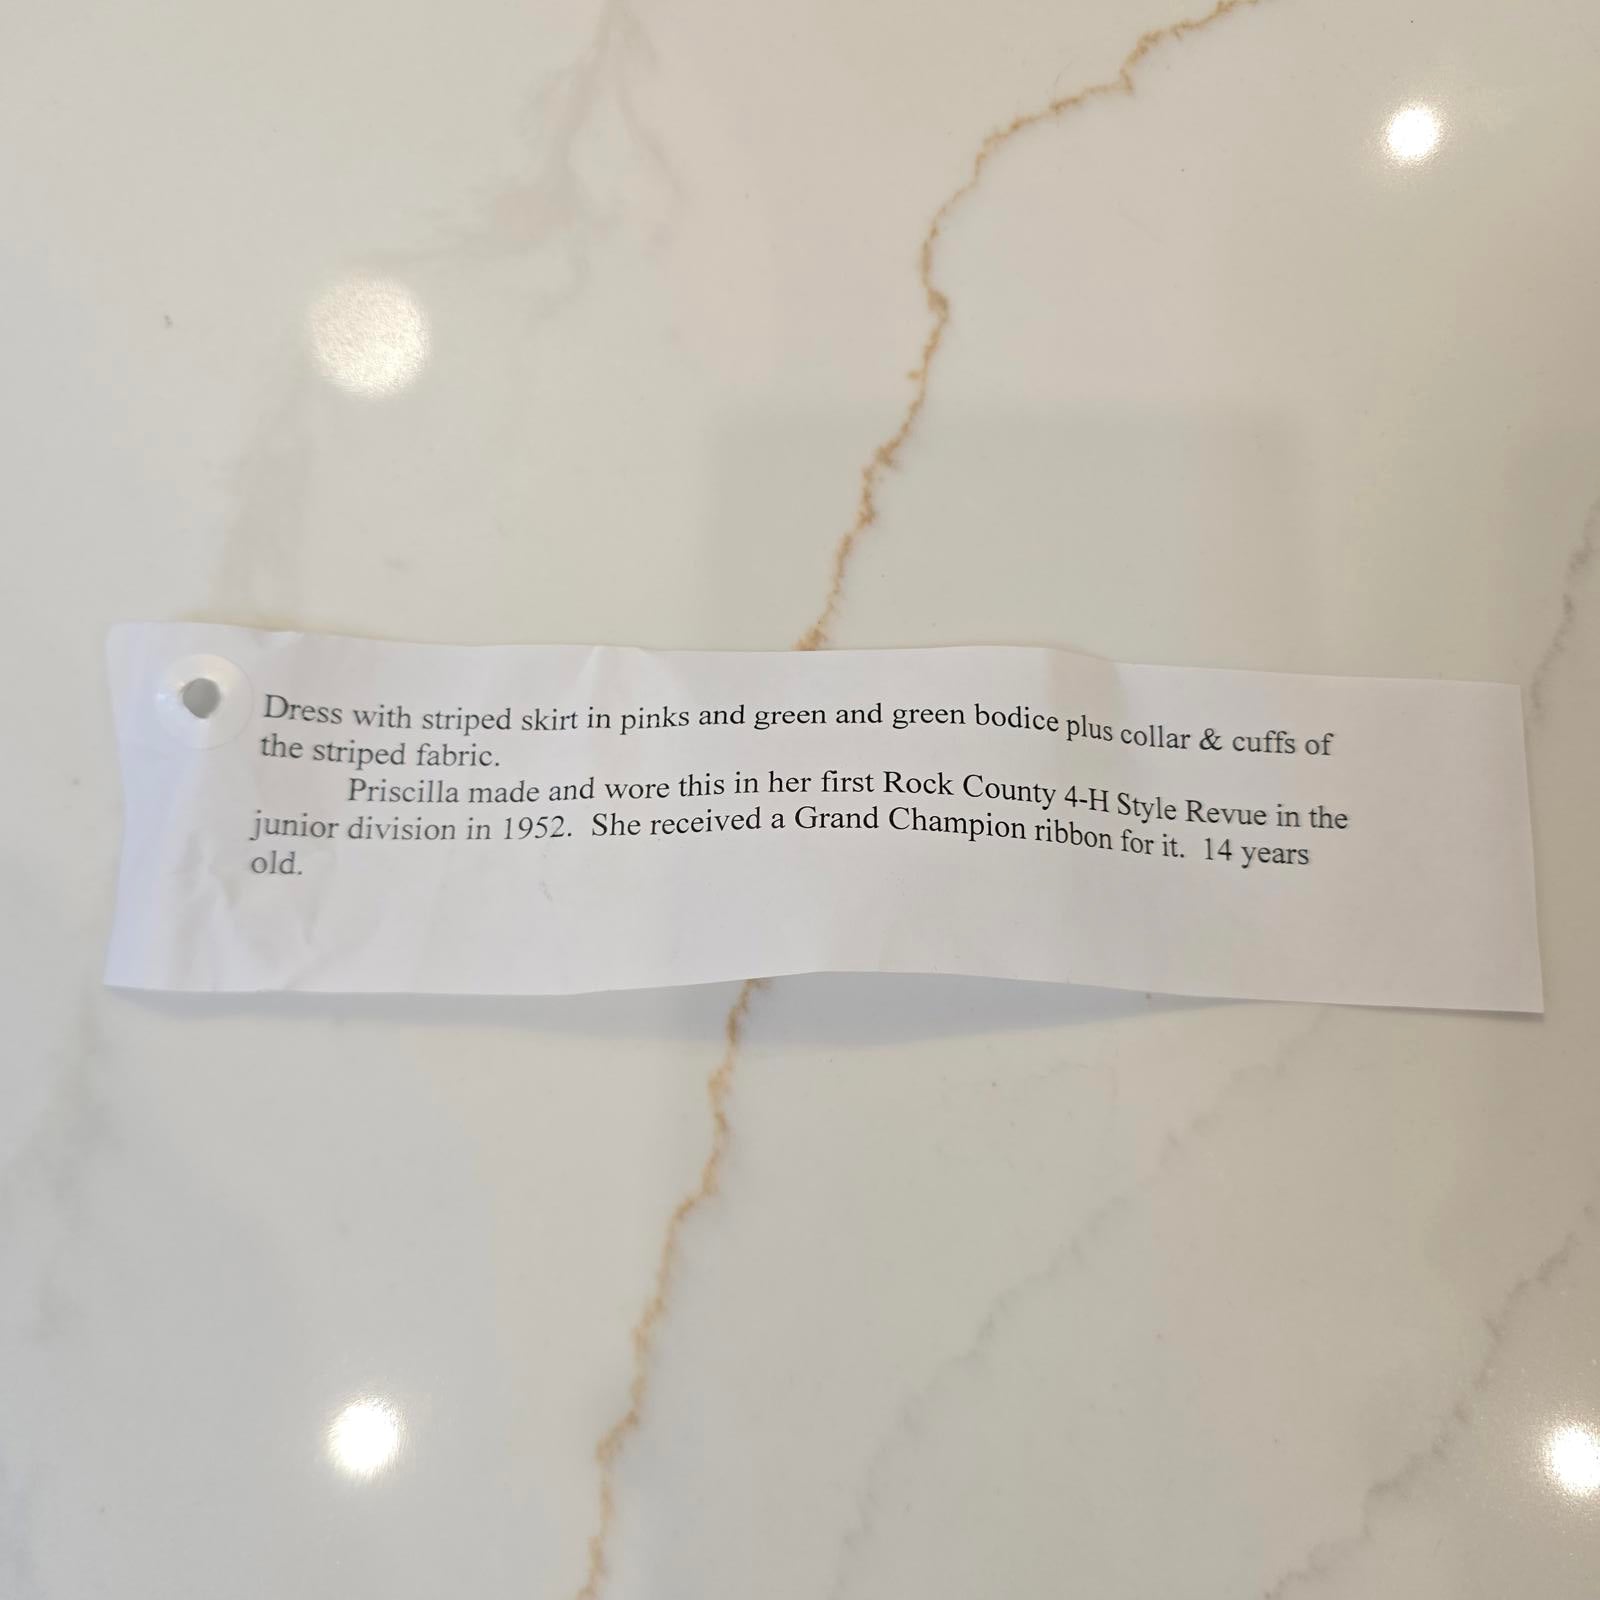 Dress with striped skirt in pinks and green and green bodice plus collar & cuffs of
the striped fabric.
Priscilla made and wore this in her first Rock County 4-H Style Revue in the
junior division in 1952.  She received a Grand Champion ribbon for it.  14 years
old.